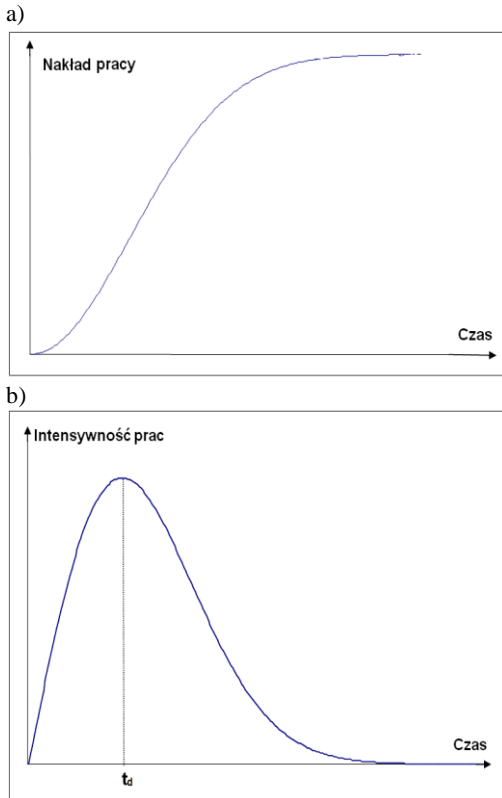 a)
Nakład pracy
Czas
b)
Intensywność prac
Czas
td